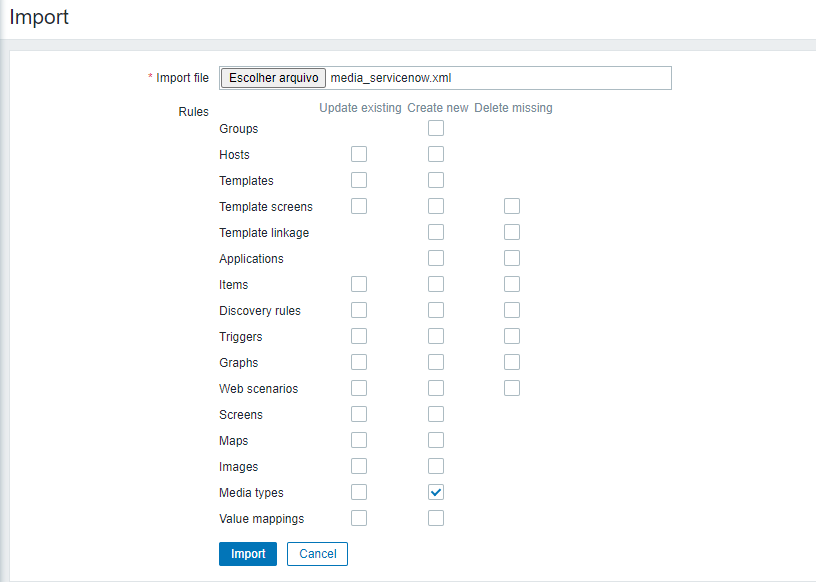 Import
* Import file Escolher arquivo media_servicenow.xml
Rules Update existing Create new Delete missing
Groups
Hosts
Templates
Template screens
Template linkage
Applications
Items
Discovery rules
Triggers
Graphs
Web scenarios
Screens
Maps
Images
Media types
Value mappings
Import Cancel